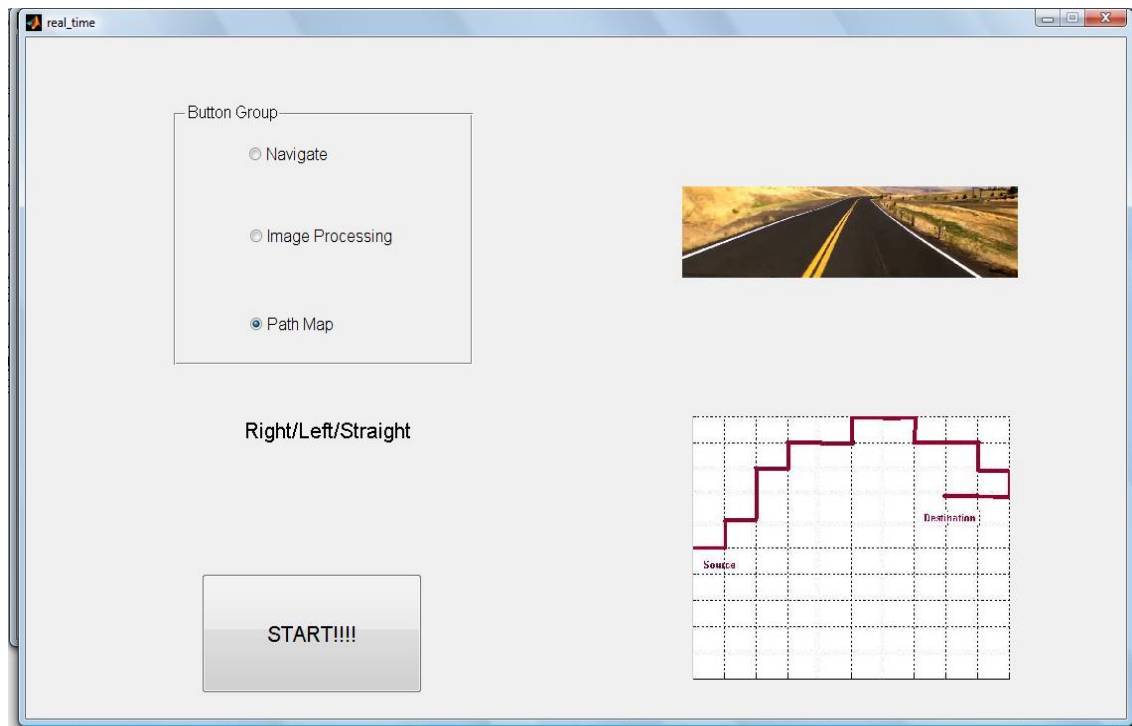 real_time
Button Group
Navigate
Image Processing
Path Map
Right/Left/Straight
START!!!!
Destination
Source